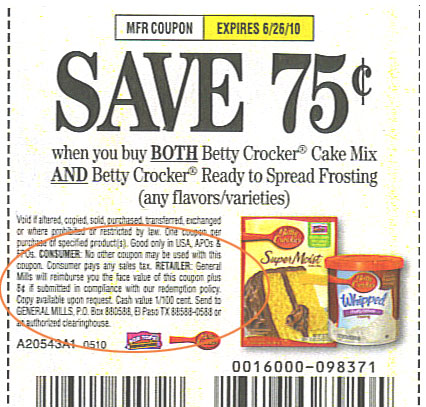 MFR COUPON EXPIRES 6/26/10
SAVE 75¢
when you buy BOTH Betty Crocker® Cake Mix
AND Betty Crocker® Ready to Spread Frosting
(any flavors/varieties)
Void if altered, copied, sold, purchased, transferred, exchanged
or where prohibited or restricted by law. One coupon per
purchase of specified product(s). Good only in USA, APOs &
FPOs. CONSUMER: No other coupon may be used with this
coupon. Consumer pays any sales tax. RETAILER: General
Mills will reimburse you the face value of this coupon plus
8¢ if submitted in compliance with our redemption policy.
Copy available upon request. Cash value 1/100 cent. Send to
GENERAL MILLS, P.O. Box 880588, El Paso TX 88588-0588 or
an authorized clearinghouse.
A20543A1 0510
Betty Crocker
SuperMoist
Whipped
0016000-098371